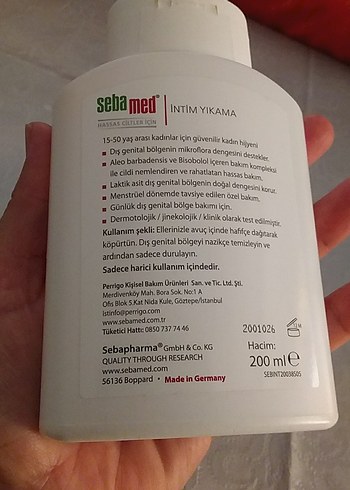 sebamed®
HASSAS CİLTLER İÇİN
İNTİM YIKAMA
15-50 yaş arası kadınlar için güvenilir kadın hijyeni
Dış genital bölgenin mikroflora dengesini destekler.
Aleo barbadensis ve Bisobolol içeren bakım kompleksi
ile cildi nemlendiren ve rahatlatan hassas bakım.
Laktik asit dış genital bölgenin doğal dengesini korur.
Menstrüel dönemde tavsiye edilen özel bakım.
Günlük dış genital bölge bakımı için.
Dermotolojik / jinekolojik / klinik olarak test edilmiştir.
Kullanım şekli: Ellerinizle avuç içinde hafifçe dağıtarak
köpürtün. Dış genital bölgeyi nazikçe temizleyin ve
ardından sadece durulayın.
Sadece harici kullanım içindedir.
Perrigo Kişisel Bakım Ürünleri San. ve Tic. Ltd. Şti.
Merdivenköy Mah. Bora Sok. No:1 A
Ofis Blok 5.Kat Nida Kule, Göztepe/İstanbul
Istinfo@perrigo.com
www.sebamed.com.tr
Tüketici Hattı: 0850 737 74 46
2001026
12 M
Sebapharma® GmbH & Co. KG
QUALITY THROUGH RESEARCH
www.sebamed.com
56136 Boppard • Made in Germany
Hacim:
200 ml ℮
SEBINT20038505